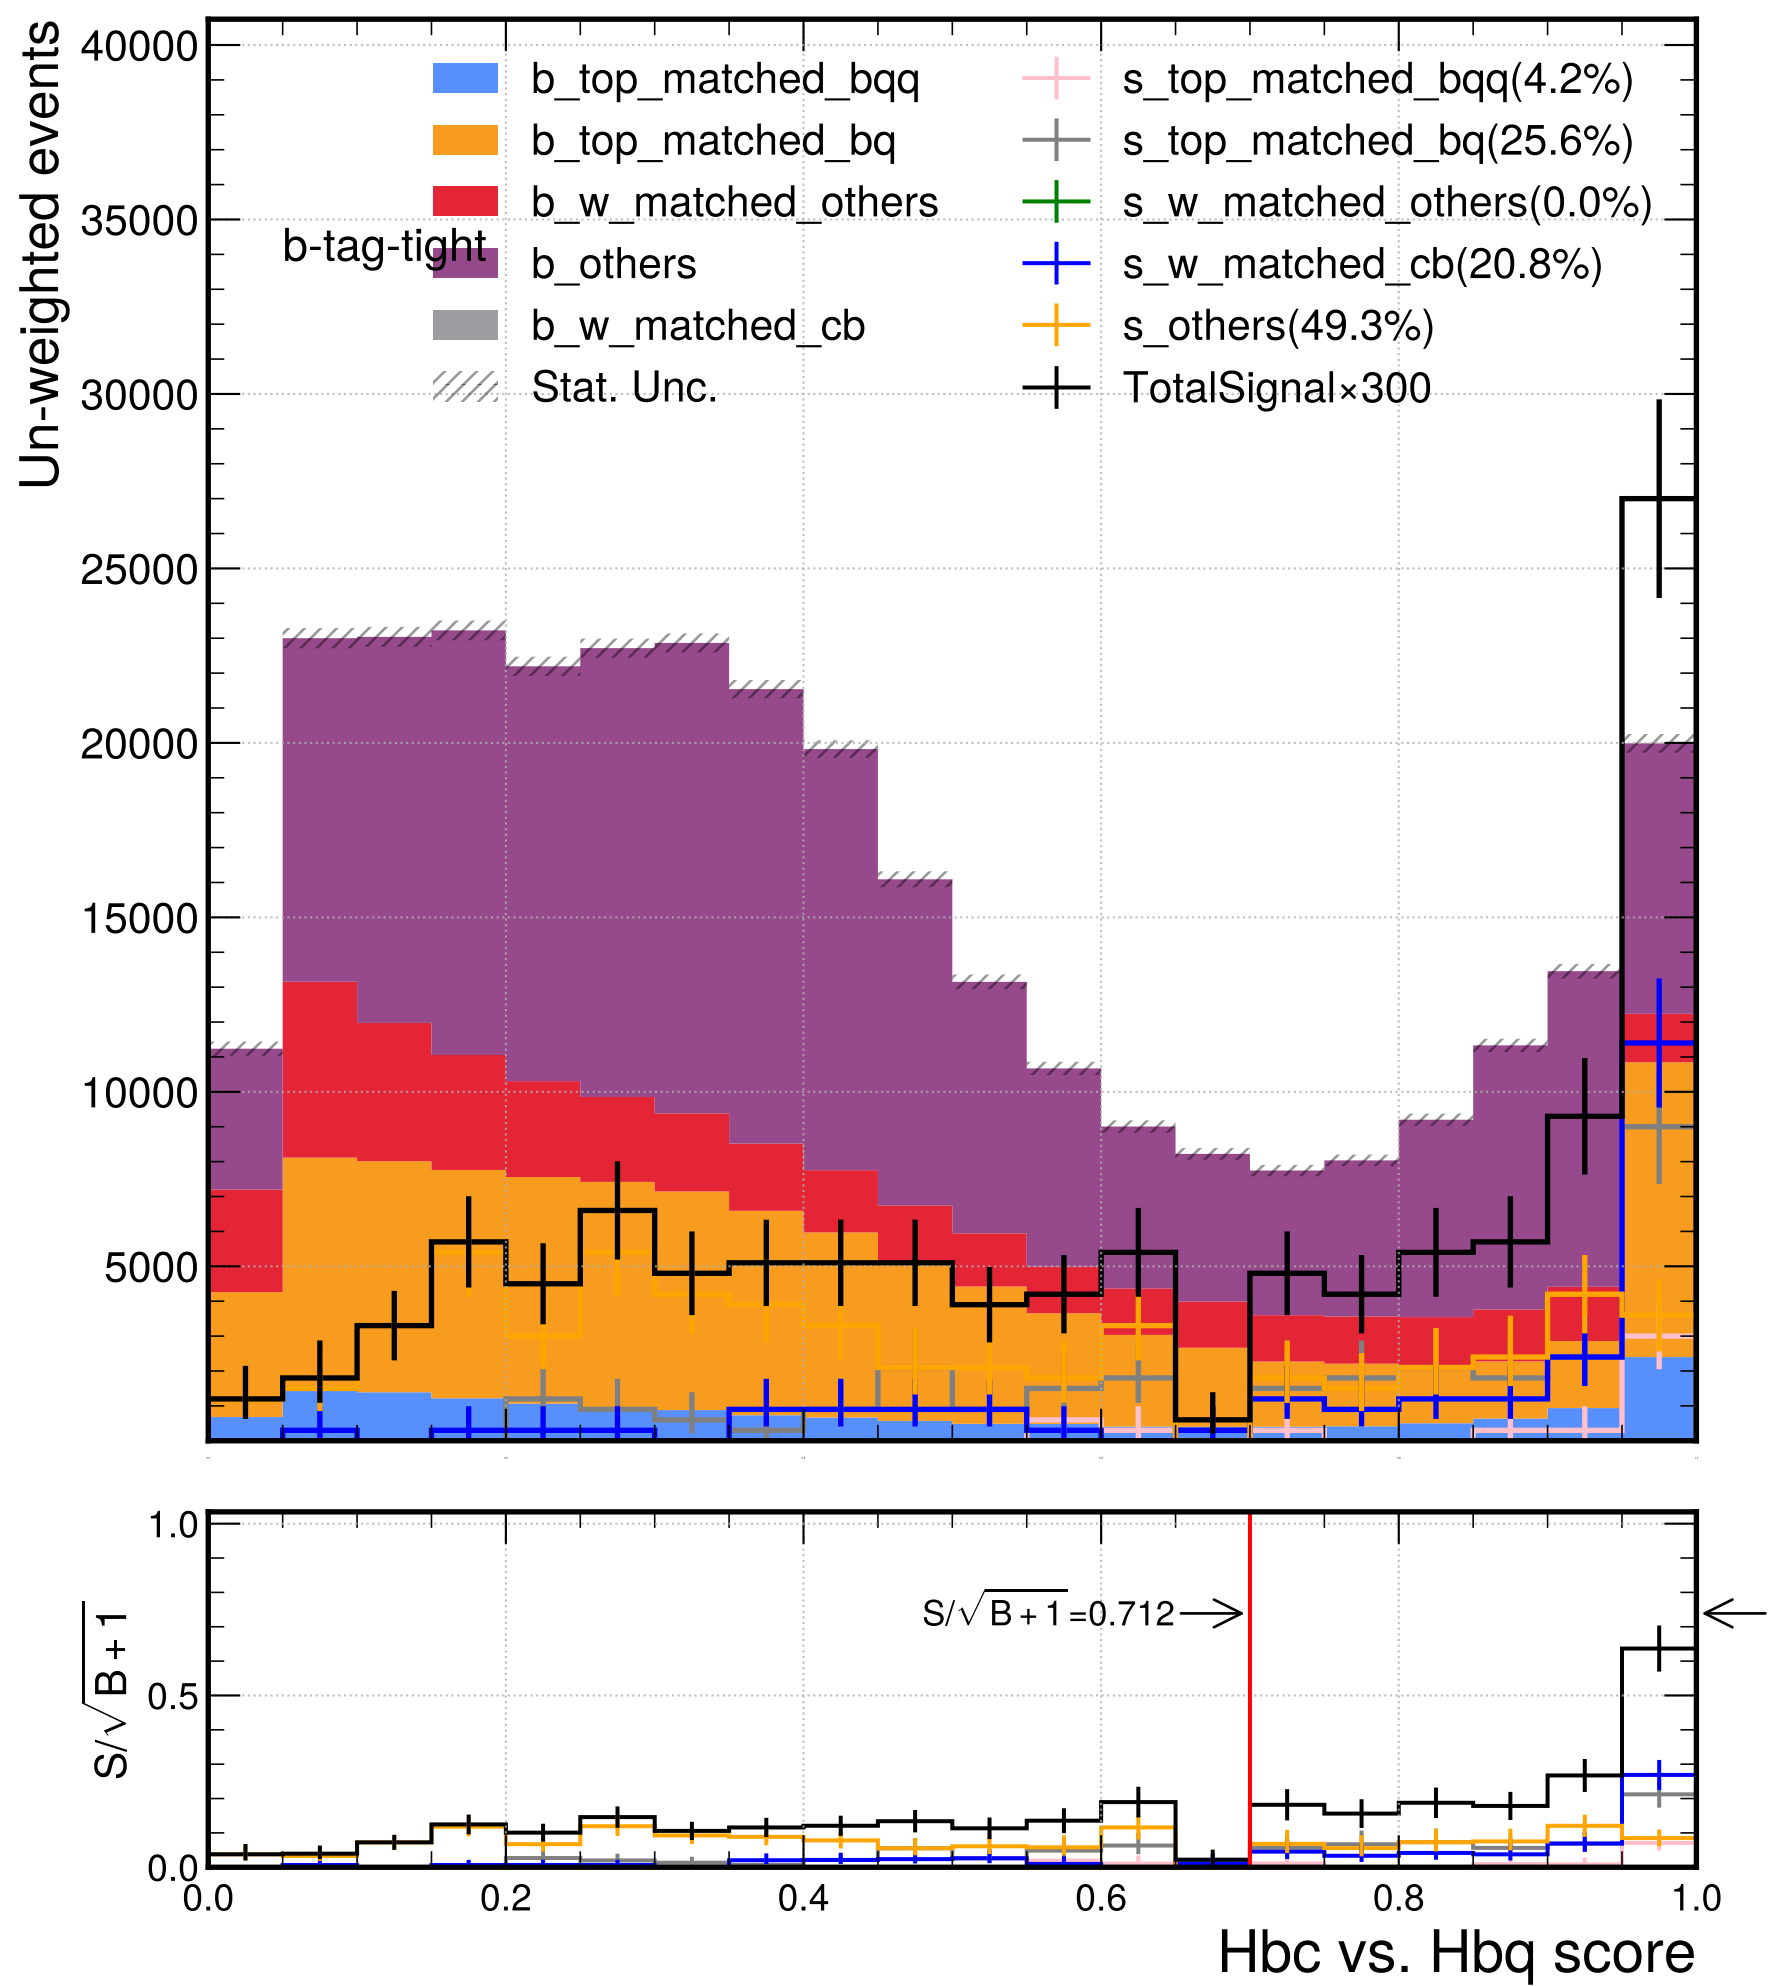 Un-weighted events
40000
35000
30000
25000
20000
15000
10000
5000
b_top_matched_bqq
b_top_matched_bq
b_w_matched_others
b_others
b_w_matched_cb
Stat. Unc.
s_top_matched_bqq(4.2%)
s_top_matched_bq(25.6%)
s_w_matched_others(0.0%)
s_w_matched_cb(20.8%)
s_others(49.3%)
TotalSignal×300
b-tag-tight
S/√B + 1
1.0
0.5
0.0
S/√B + 1=0.712
0.0 0.2 0.4 0.6 0.8 1.0
Hbc vs. Hbq score